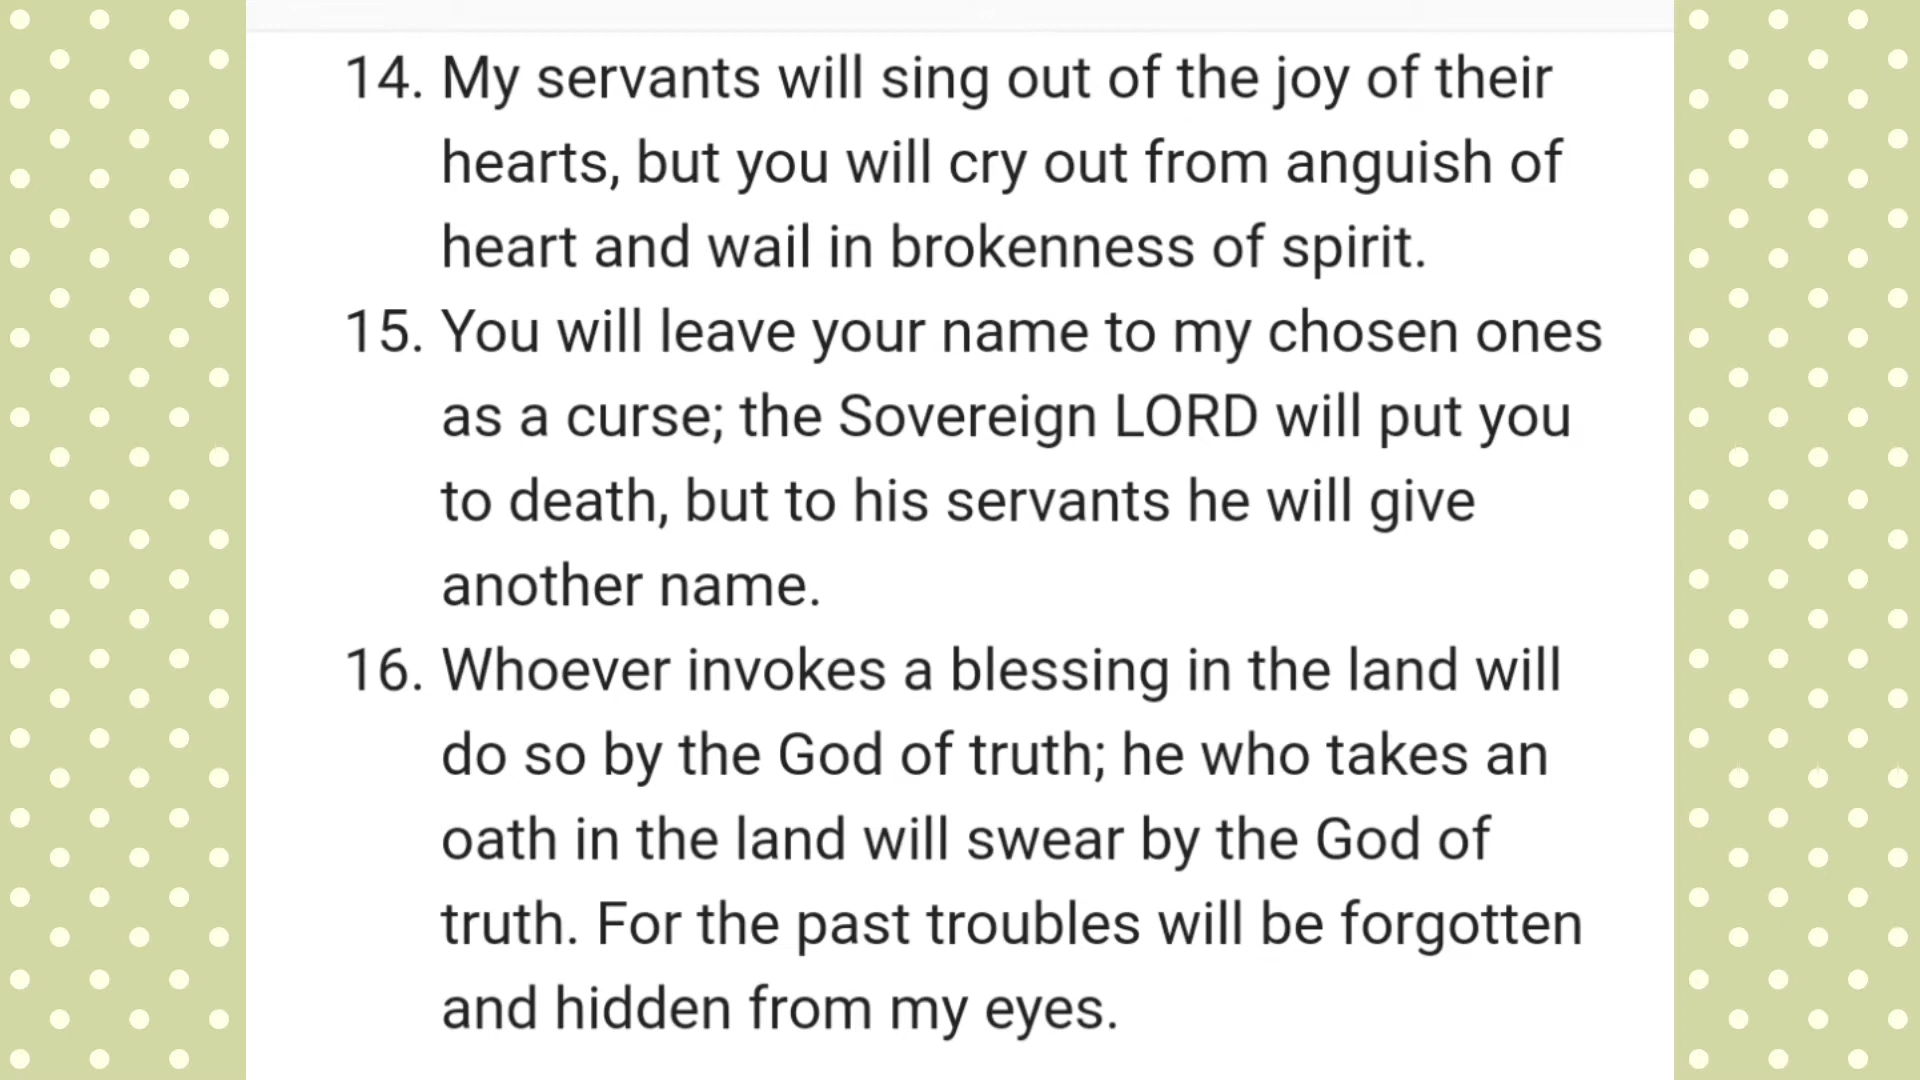 14. My servants will sing out of the joy of their
hearts, but you will cry out from anguish of
heart and wail in brokenness of spirit.
15. You will leave your name to my chosen ones
as a curse; the Sovereign LORD will put you
to death, but to his servants he will give
another name.
16. Whoever invokes a blessing in the land will
do so by the God of truth; he who takes an
oath in the land will swear by the God of
truth. For the past troubles will be forgotten
and hidden from my eyes.